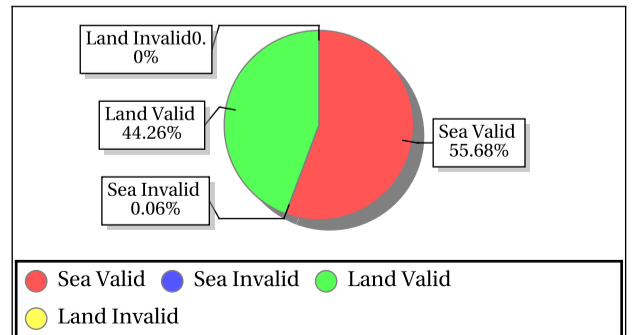 Land Invalid0.
0%
Land Valid
44.26%
Sea Valid
55.68%
Sea Invalid
0.06%
Sea Valid Sea Invalid Land Valid
Land Invalid